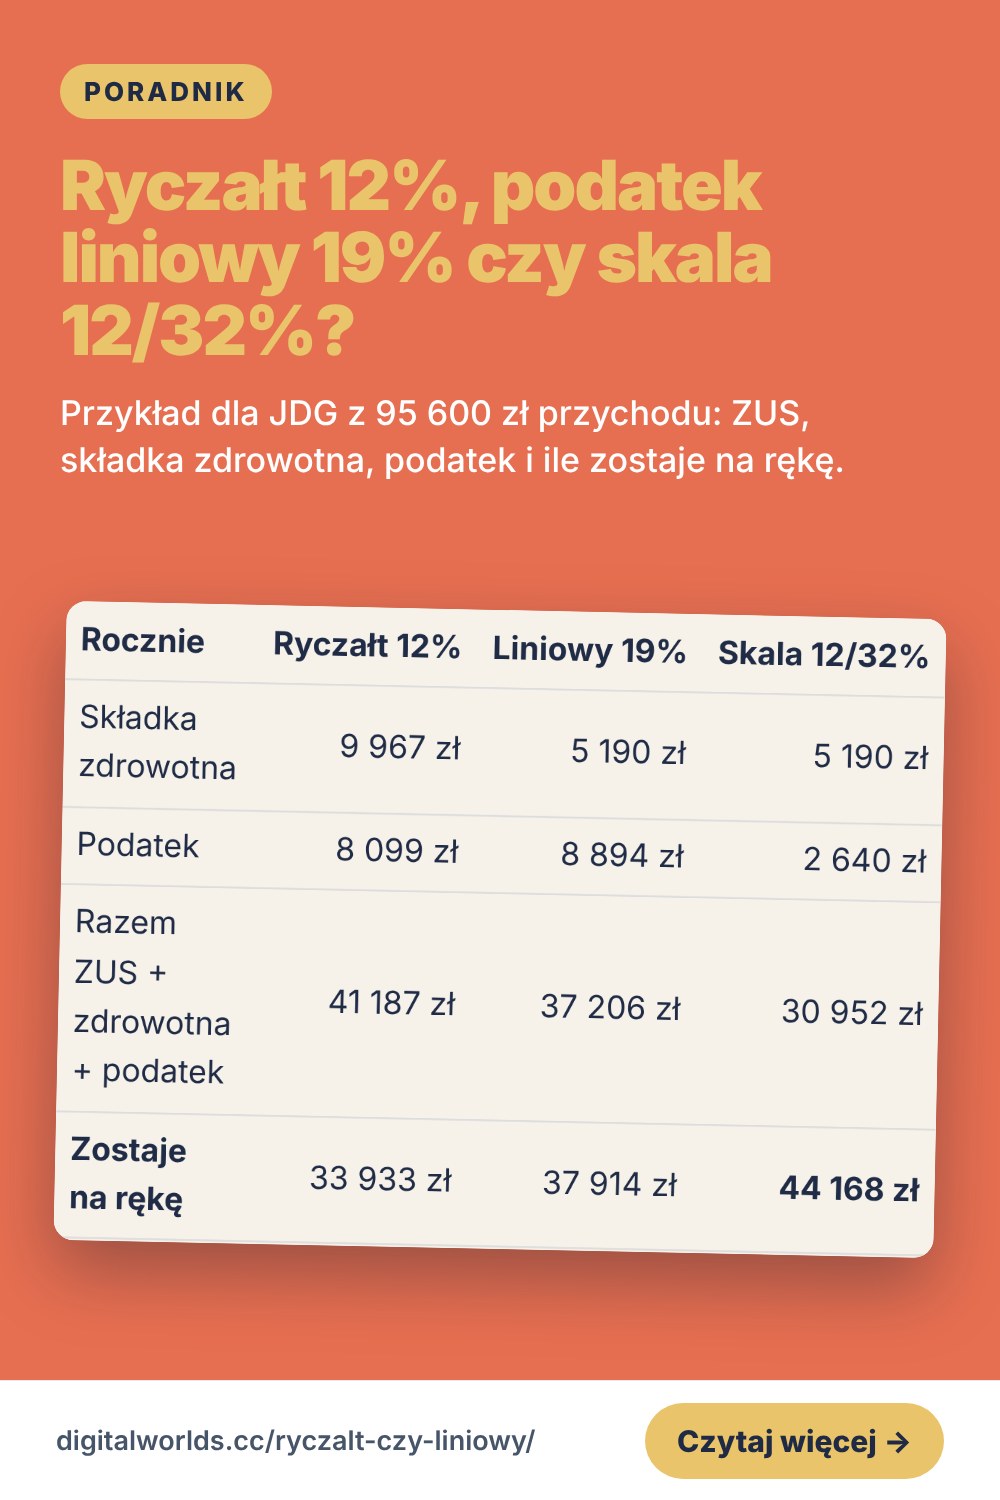 PORADNIK
Ryczałt 12%, podatek
liniowy 19% czy skala
12/32%?
Przykład dla JDG z 95 600 zł przychodu: ZUS,
składka zdrowotna, podatek i ile zostaje na rękę.
Rocznie Ryczałt 12% Liniowy 19% Skala 12/32%
Składka
zdrowotna 9 967 zł 5 190 zł 5 190 zł
Podatek 8 099 zł 8 894 zł 2 640 zł
Razem
ZUS +
zdrowotna
+ podatek 41 187 zł 37 206 zł 30 952 zł
Zostaje
na rękę 33 933 zł 37 914 zł 44 168 zł
digitalworlds.cc/ryczalt-czy-liniowy/
Czytaj więcej →